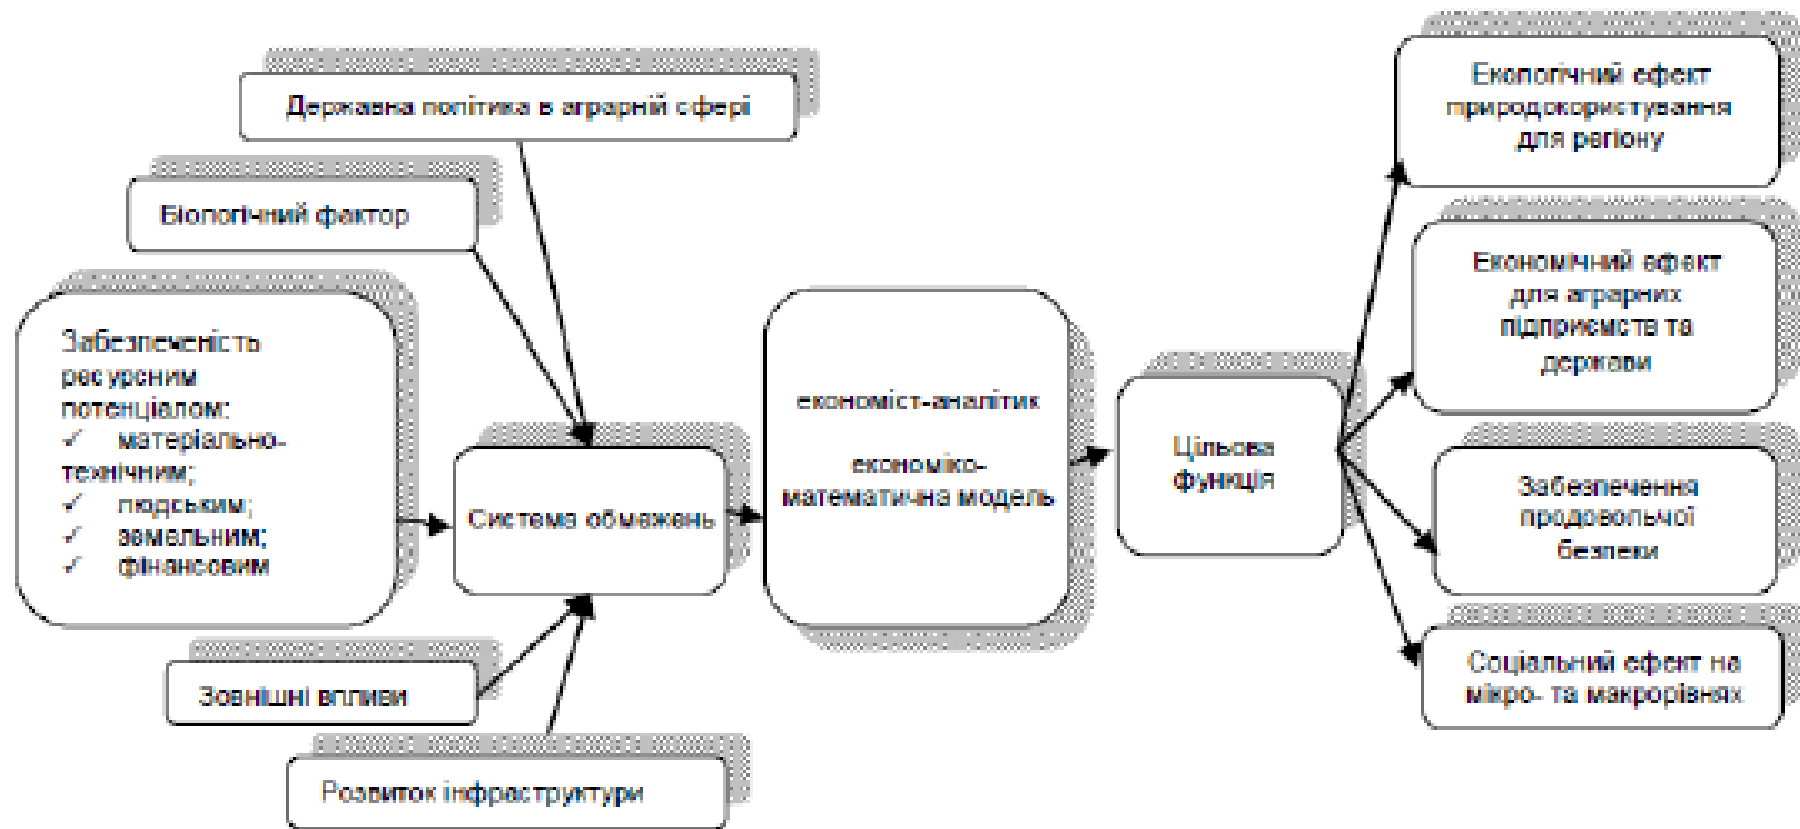 Державна політика в аграрній сфері
Біологічний фактор
Забезпеченість
ресурсним
потенціалом:
✓ матеріально-
технічним;
✓ людським;
✓ земельним;
✓ фінансовим
Зовнішні впливи
Розвиток інфраструктури
Система обмежень
економіст-аналітик
економіко-
математична модель
Цільова
функція
Екологічний ефект
природокористування
для регіону
Економічний ефект
для аграрних
підприємств та
держави
Забезпечення
продовольчої
безпеки
Соціальний ефект на
мікро- та макрорівнях